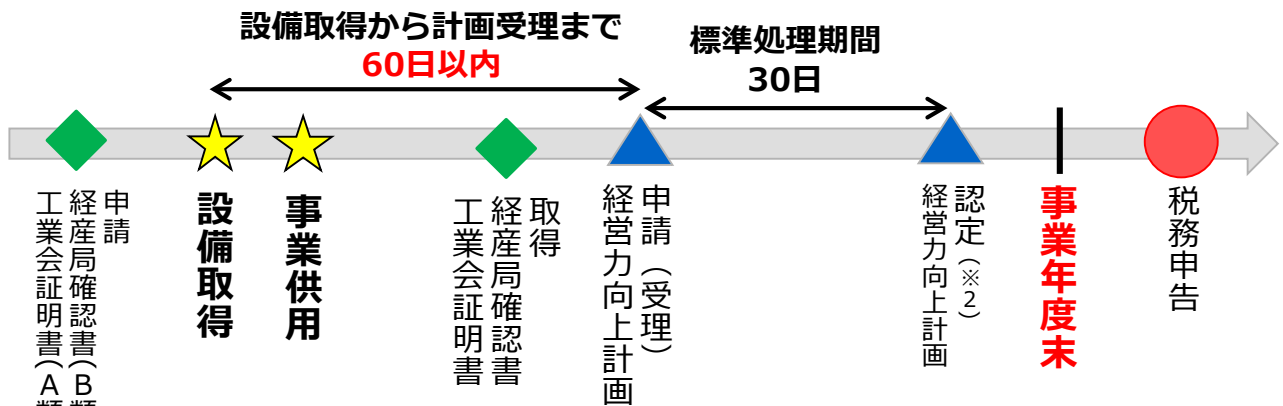 設備取得から計画受理まで
60日以内
標準処理期間
30日
申請
経産局確認書(B類
工業会証明書(A類
設備取得
事業供用
取得
経産局確認書
工業会証明書
申請(受理)
経営力向上計画
認定(※2)
経営力向上計画
事業年度末
税務申告